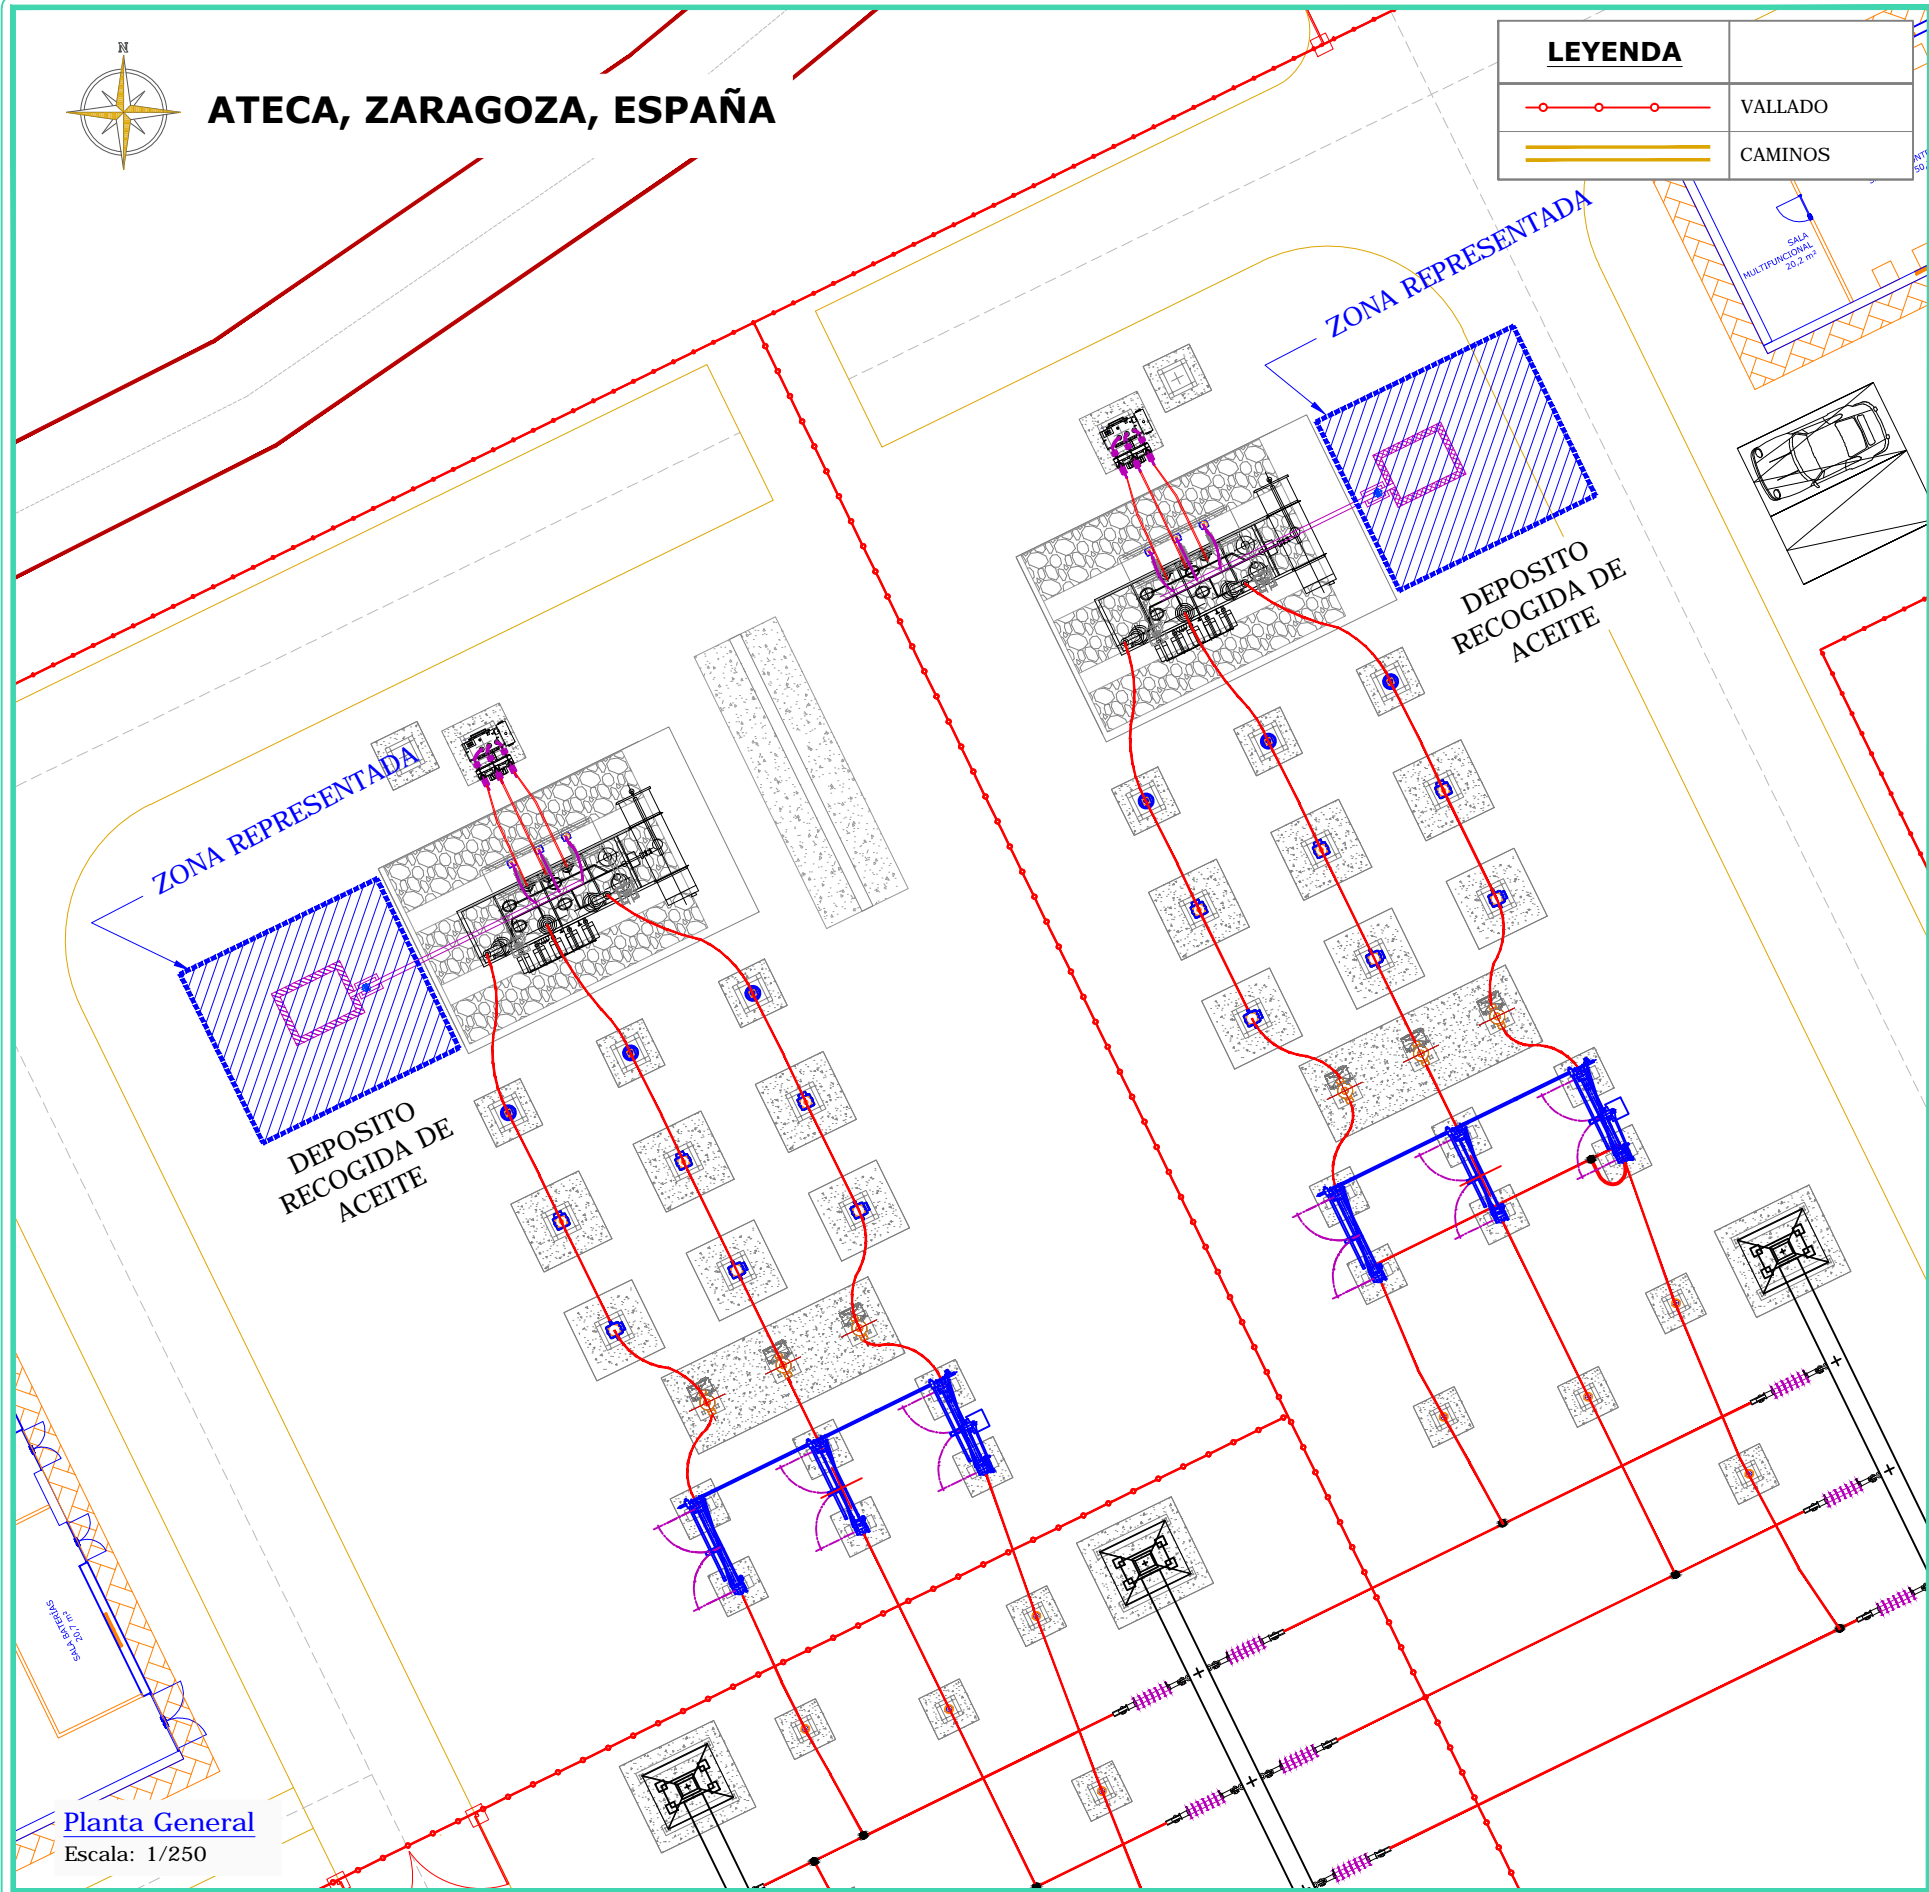 N
ATECA, ZARAGOZA, ESPAÑA
LEYENDA
VALLADO
CAMINOS
SALA
MULTIFUNCIONAL
20,2 m²
ZONA REPRESENTADA
DEPOSITO
RECOGIDA DE
ACEITE
ZONA REPRESENTADA
DEPOSITO
RECOGIDA DE
ACEITE
SALA BATERÍAS
20,7 m²
Planta General
Escala: 1/250